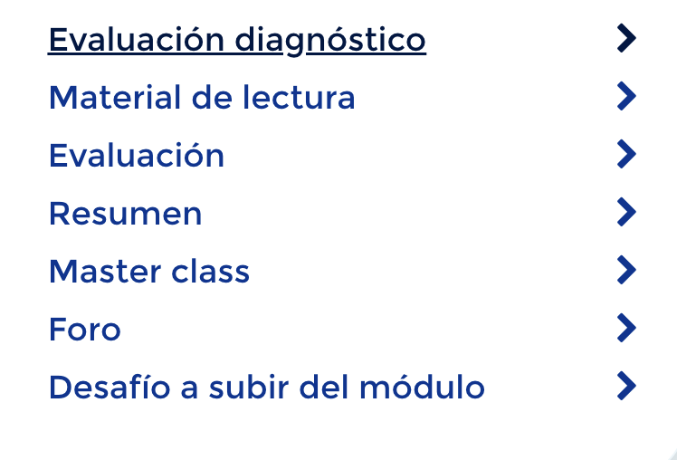 Evaluación diagnóstico
Material de lectura
Evaluación
Resumen
Master class
Foro
Desafío a subir del módulo